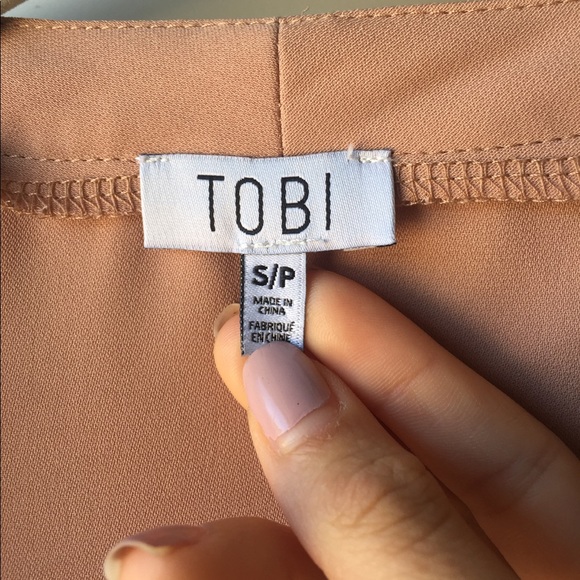 TOBI
S/P
MADE IN
CHINA
FABRIQUÉ
EN CHINE